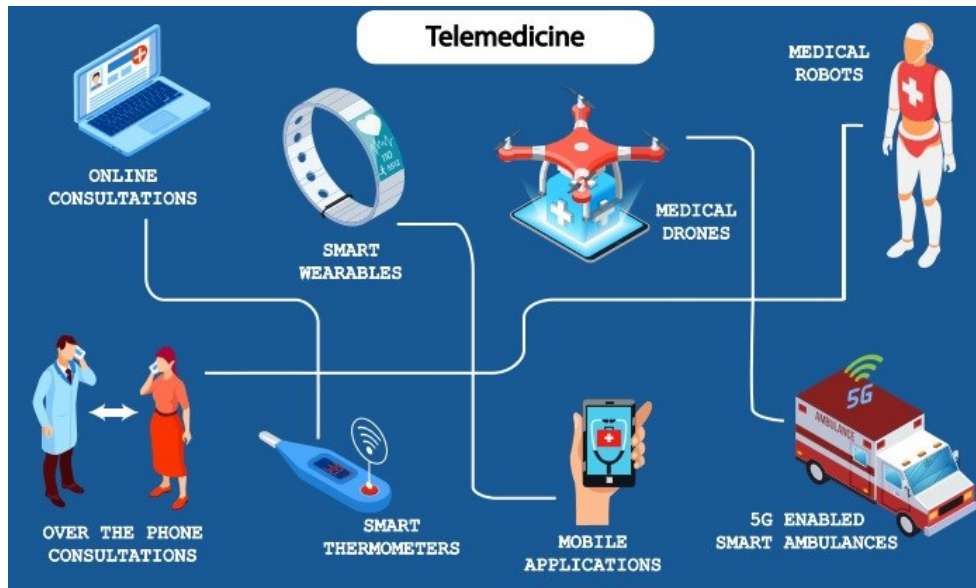 Telemedicine
MEDICAL
ROBOTS
ONLINE
CONSULTATIONS
SMART
WEARABLES
MEDICAL
DRONES
5G
AMBULANCE
OVER THE PHONE
CONSULTATIONS
SMART
THERMOMETERS
MOBILE
APPLICATIONS
5G ENABLED
SMART AMBULANCES